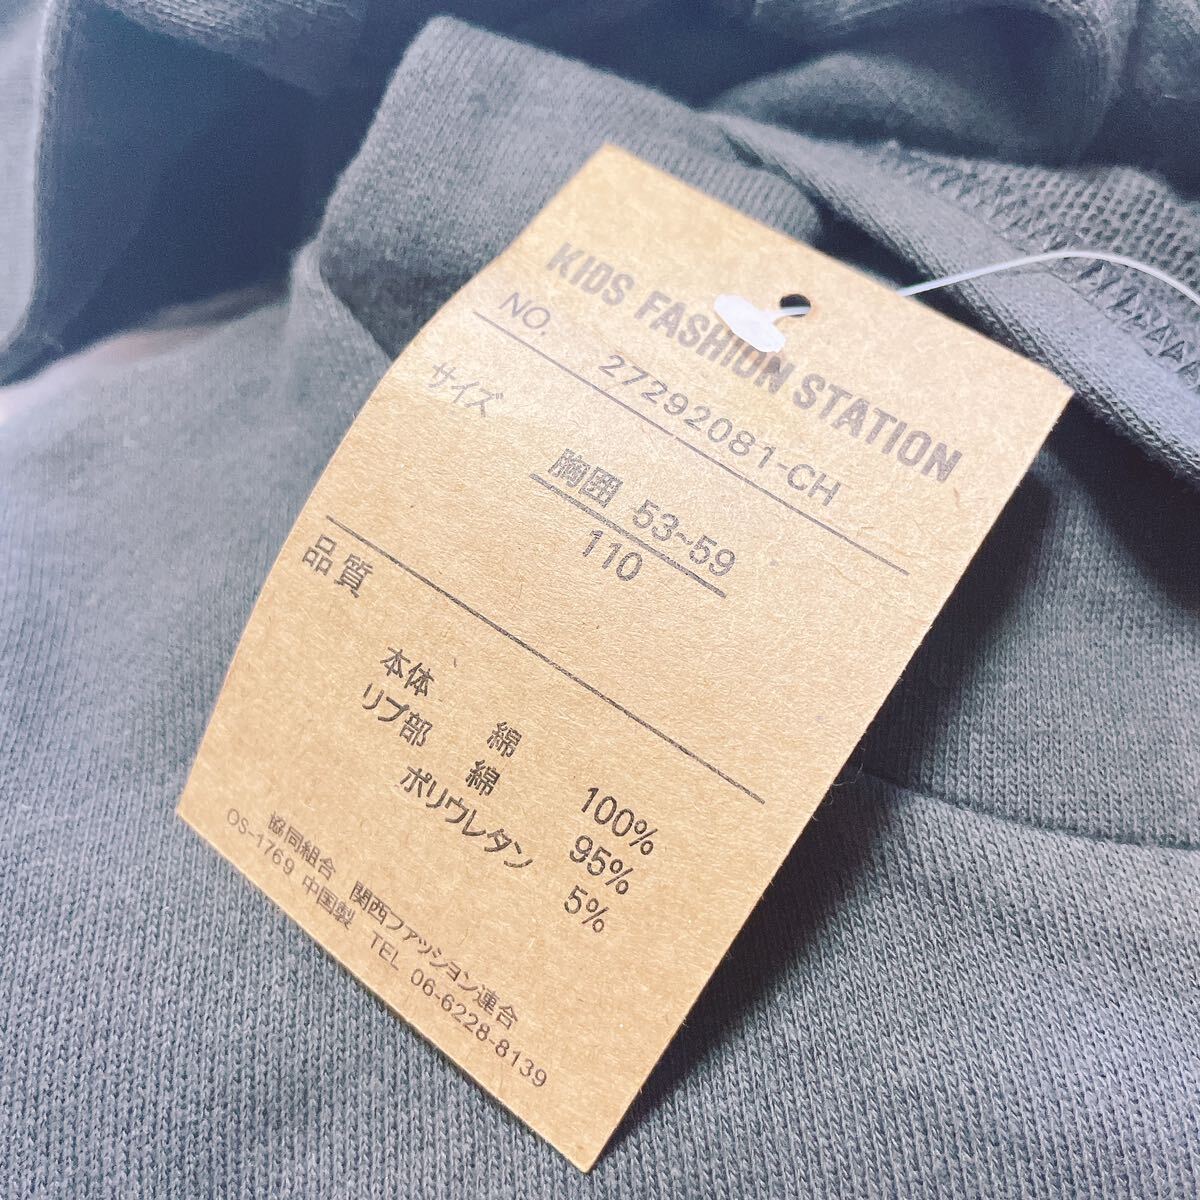 KIDS FASHION STATION
NO. 27292081-CH
サイズ
胸囲 53~59
110
品質
本体 綿 100%
リブ部 綿 95%
ポリウレタン 5%
協同組合 関西ファッション連合
OS-1769 中国製 TEL 06-6228-8139